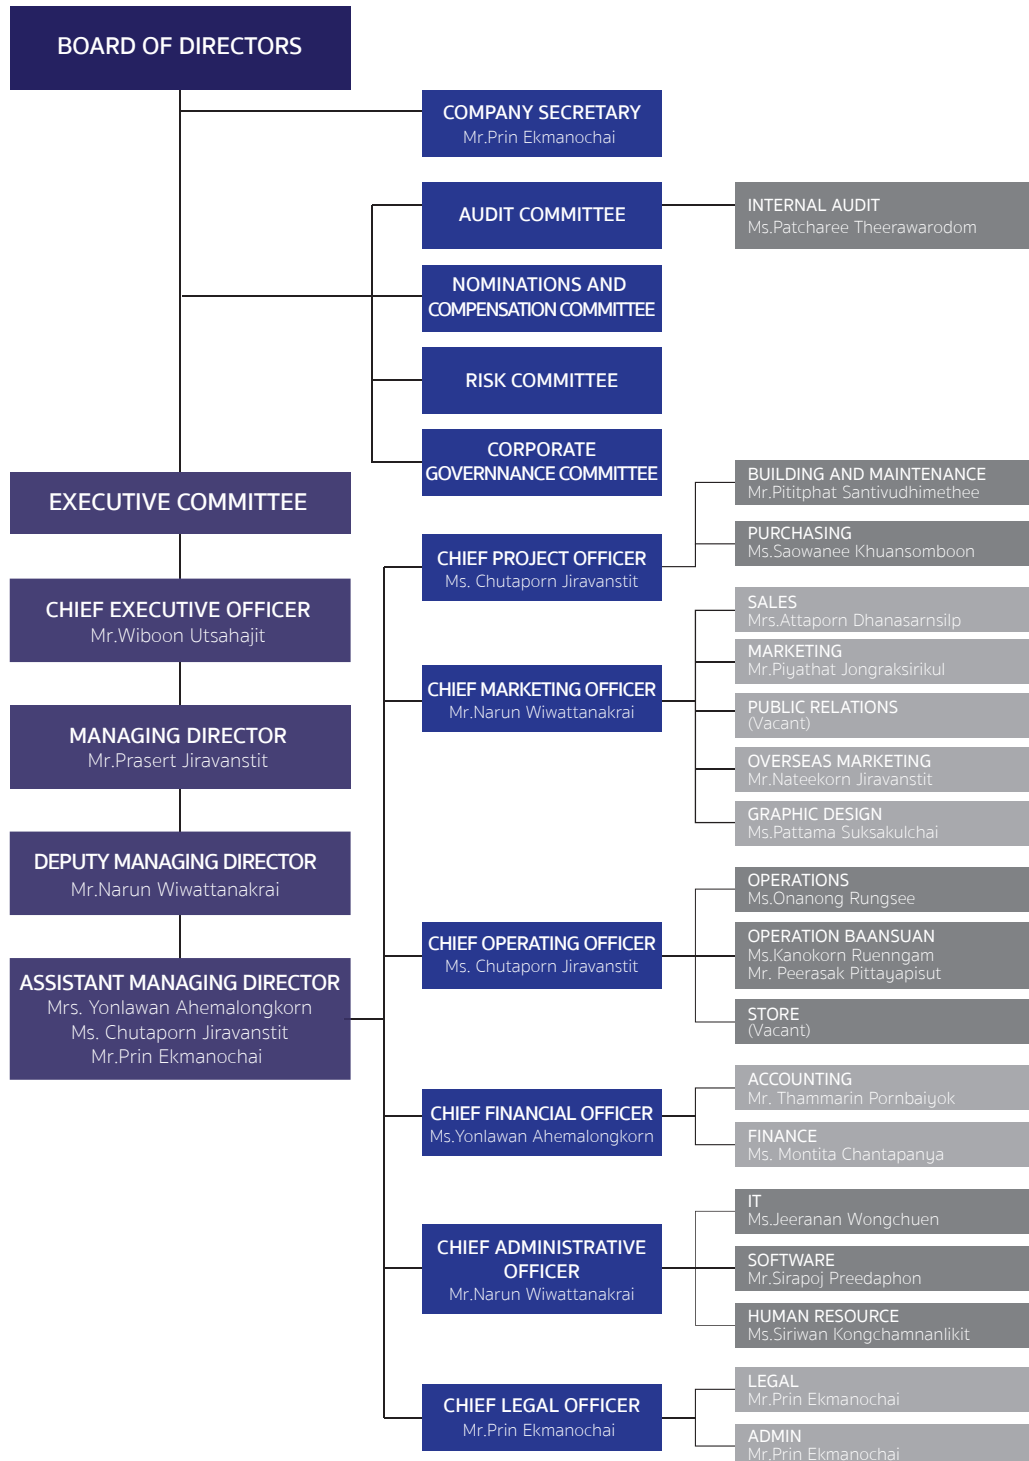 BOARD OF DIRECTORS
COMPANY SECRETARY
Mr.Prin Ekmanochai
AUDIT COMMITTEE
INTERNAL AUDIT
Ms.Patcharee Theerawarodom
NOMINATIONS AND
COMPENSATION COMMITTEE
RISK COMMITTEE
CORPORATE
GOVERNNANCE COMMITTEE
EXECUTIVE COMMITTEE
CHIEF EXECUTIVE OFFICER
Mr.Wiboon Utsahajit
MANAGING DIRECTOR
Mr.Prasert Jiravanstit
DEPUTY MANAGING DIRECTOR
Mr.Narun Wiwattanakrai
ASSISTANT MANAGING DIRECTOR
Mrs. Yonlawan Ahemalongkorn
Ms. Chutaporn Jiravanstit
Mr.Prin Ekmanochai
CHIEF PROJECT OFFICER
Ms. Chutaporn Jiravanstit
BUILDING AND MAINTENANCE
Mr.Pititphat Santivudhimethee
PURCHASING
Ms.Saowanee Khuansomboon
CHIEF MARKETING OFFICER
Mr.Narun Wiwattanakrai
SALES
Mrs.Attaporn Dhanasarnsilp
MARKETING
Mr.Piyathat Jongraksirikul
PUBLIC RELATIONS
(Vacant)
OVERSEAS MARKETING
Mr.Nateekorn Jiravanstit
GRAPHIC DESIGN
Ms.Pattama Suksakulchai
CHIEF OPERATING OFFICER
Ms. Chutaporn Jiravanstit
OPERATIONS
Ms.Onanong Rungsee
OPERATION BAANSUAN
Ms.Kanokorn Ruenngam
Mr. Peerasak Pittayapisut
STORE
(Vacant)
CHIEF FINANCIAL OFFICER
Ms.Yonlawan Ahemalongkorn
ACCOUNTING
Mr. Thammarin Pornbaiyok
FINANCE
Ms. Montita Chantapanya
CHIEF ADMINISTRATIVE
OFFICER
Mr.Narun Wiwattanakrai
IT
Ms.Jeeranan Wongchuen
SOFTWARE
Mr.Sirapoj Preedaphon
HUMAN RESOURCE
Ms.Siriwan Kongchamnanlikit
CHIEF LEGAL OFFICER
Mr.Prin Ekmanochai
LEGAL
Mr.Prin Ekmanochai
ADMIN
Mr.Prin Ekmanochai